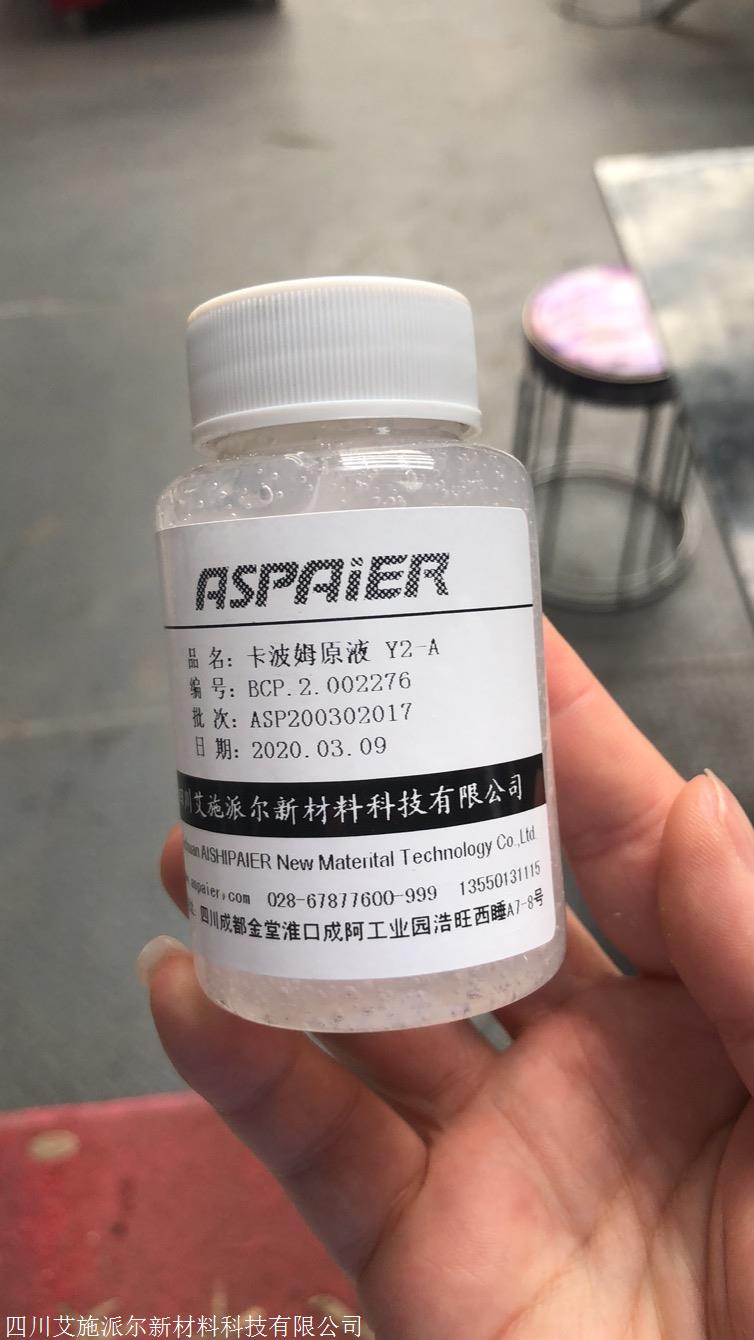 ASPAiER
品 名: 卡波姆原液 Y2-A
编 号: BCP.2.002276
批 次: ASP200302017
日 期: 2020.03.09
四川艾施派尔新材料科技有限公司
AISHIPAIER New Materital Technology Co.,Ltd.
aspaier.com 028-67877600-999 13550131115
四川成都金堂淮口成阿工业园浩旺西睡A7-8号
四川艾施派尔新材料科技有限公司